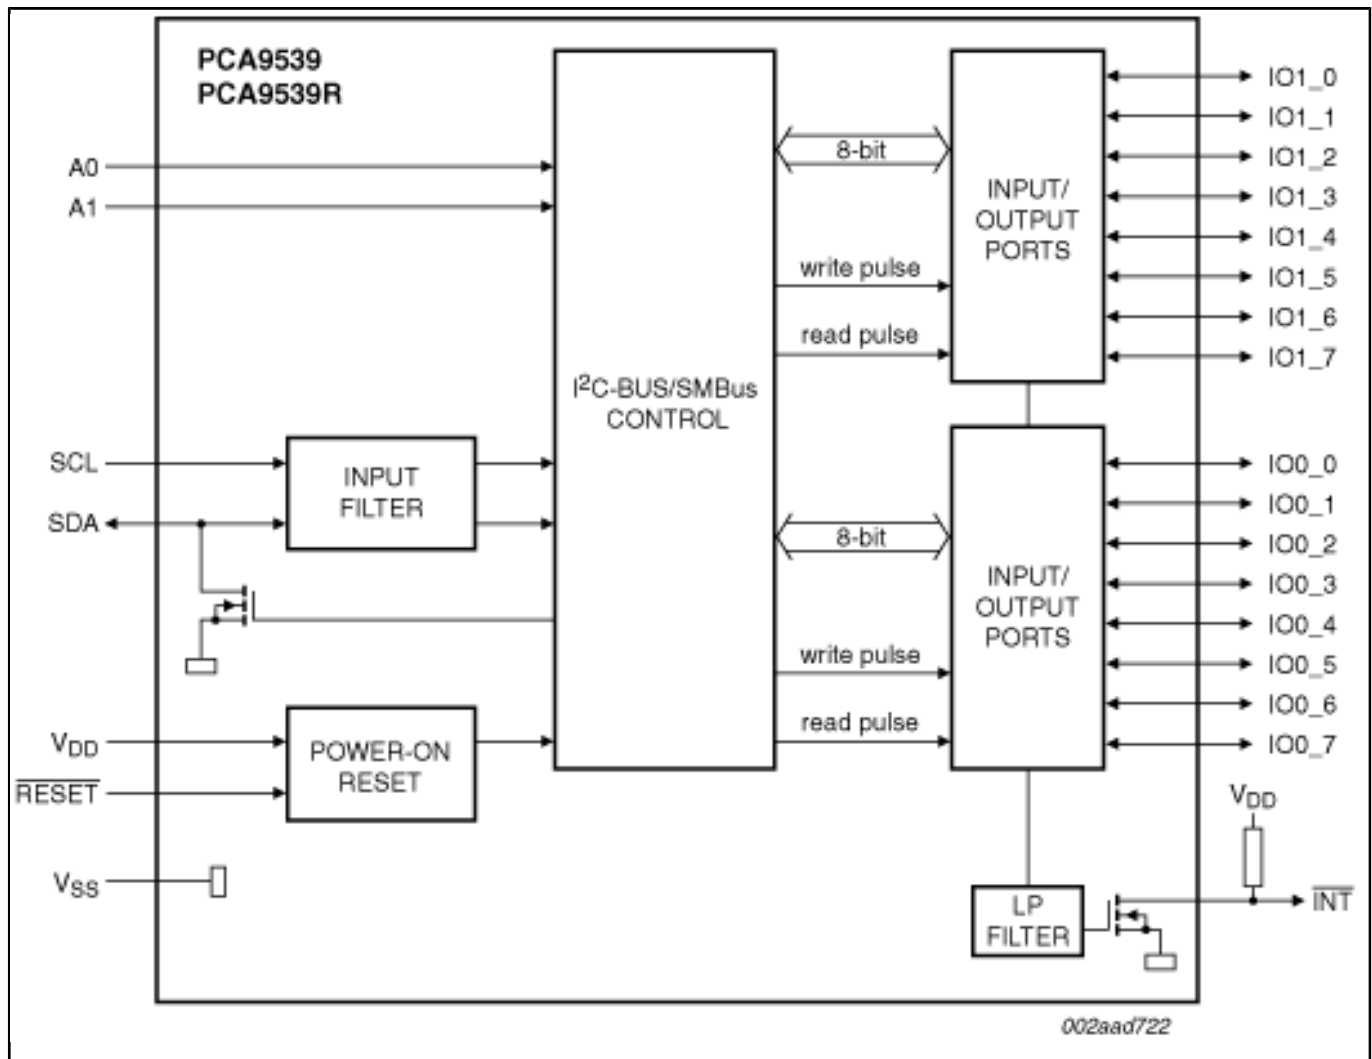 PCA9539
PCA9539R
A0
A1
SCL
SDA
VDD
RESET
VSS
INPUT
FILTER
POWER-ON
RESET
I²C-BUS/SMBus
CONTROL
8-bit
write pulse
read pulse
8-bit
write pulse
read pulse
INPUT/
OUTPUT
PORTS
INPUT/
OUTPUT
PORTS
LP
FILTER
IO1_0
IO1_1
IO1_2
IO1_3
IO1_4
IO1_5
IO1_6
IO1_7
IO0_0
IO0_1
IO0_2
IO0_3
IO0_4
IO0_5
IO0_6
IO0_7
VDD
INT
002aad722